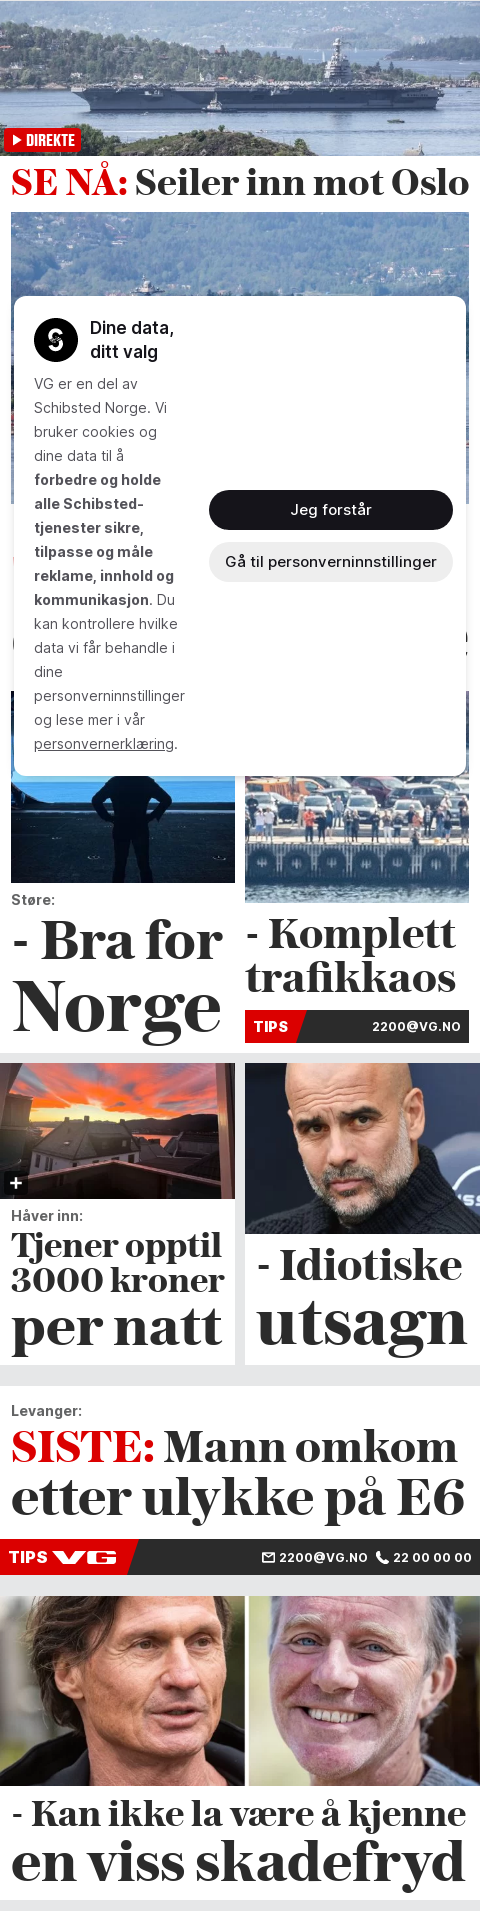 DIREKTE
SE NÅ: Seiler inn mot Oslo
Dine data,
ditt valg
VG er en del av
Schibsted Norge. Vi
bruker cookies og
dine data til å
forbedre og holde
alle Schibsted-
tjenester sikre,
tilpasse og måle
reklame, innhold og
kommunikasjon. Du
kan kontrollere hvilke
data vi får behandle i
dine
personverninnstillinger
og lese mer i vår
personvernerklæring.
Jeg forstår
Gå til personverninnstillinger
Støre:
- Bra for
Norge
- Komplett
trafikkaos
TIPS 2200@VG.NO
Håver inn:
Tjener opptil
3000 kroner
per natt
- Idiotiske
utsagn
Levanger:
SISTE: Mann omkom
etter ulykke på E6
TIPS VG 2200@VG.NO 22 00 00 00
- Kan ikke la være å kjenne
en viss skadefryd